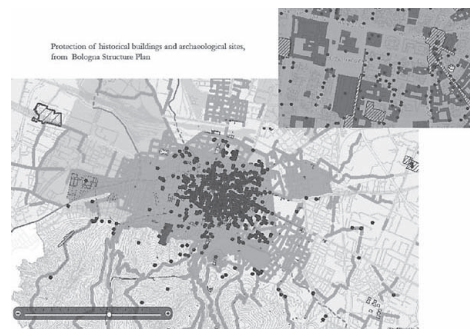 Protection of historical buildings and archaeological sites,
from Bologna Structure Plan